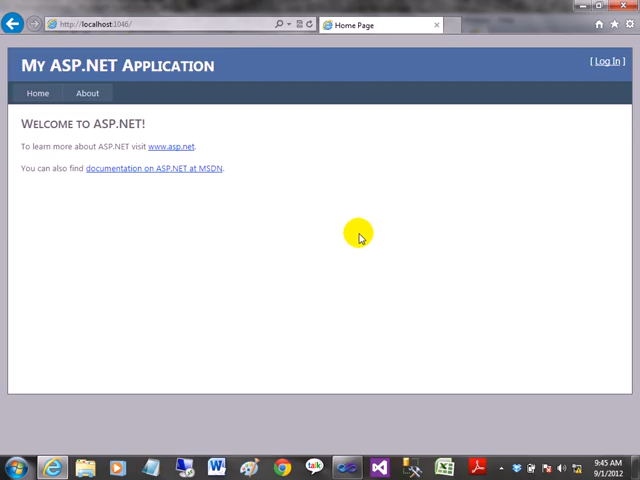 http://localhost:1046/
Home Page
MY ASP.NET APPLICATION
[ Log In ]
Home
About
WELCOME TO ASP.NET!
To learn more about ASP.NET visit www.asp.net.
You can also find documentation on ASP.NET at MSDN.
talk
9:45 AM
9/1/2012